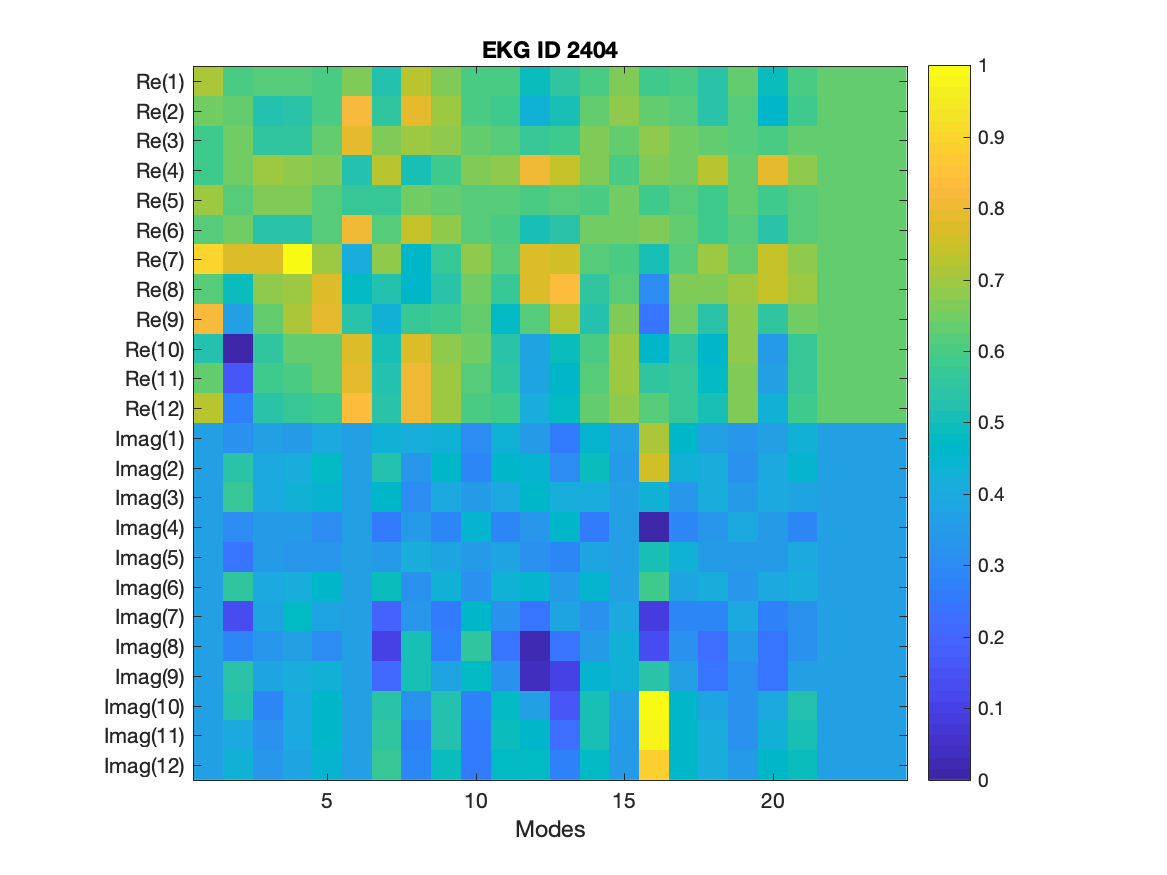 EKG ID 2404
Re(1)
Re(2)
Re(3)
Re(4)
Re(5)
Re(6)
Re(7)
Re(8)
Re(9)
Re(10)
Re(11)
Re(12)
Imag(1)
Imag(2)
Imag(3)
Imag(4)
Imag(5)
Imag(6)
Imag(7)
Imag(8)
Imag(9)
Imag(10)
Imag(11)
Imag(12)
5 10 15 20
Modes
1
0.9
0.8
0.7
0.6
0.5
0.4
0.3
0.2
0.1
0